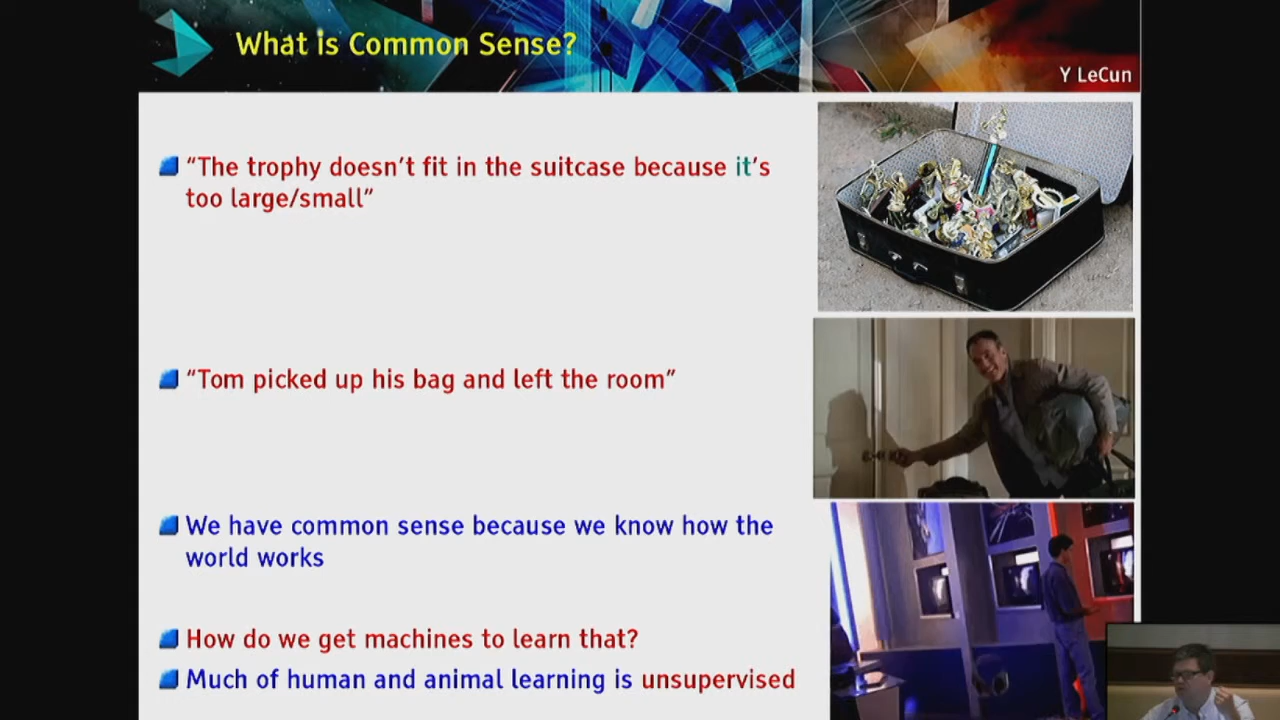 What is Common Sense?
Y LeCun
“The trophy doesn’t fit in the suitcase because it’s
too large/small”
“Tom picked up his bag and left the room”
We have common sense because we know how the
world works
How do we get machines to learn that?
Much of human and animal learning is unsupervised